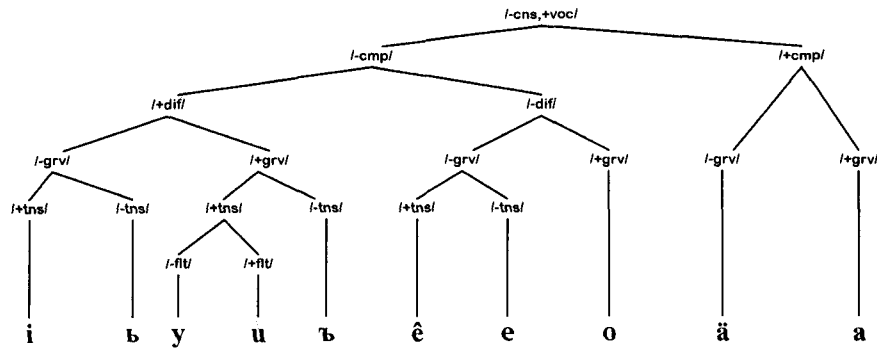 /-cns,+voc/
/-cmp/ /+cmp/
/+dif/ /-dif/
/-grv/ /+grv/ /-grv/ /+grv/ /-grv/ /+grv/
/+tns/ /-tns/ /+tns/ /-tns/ /+tns/ /-tns/
/-flt/ /+flt/
i ь y u ъ ê e o ä a